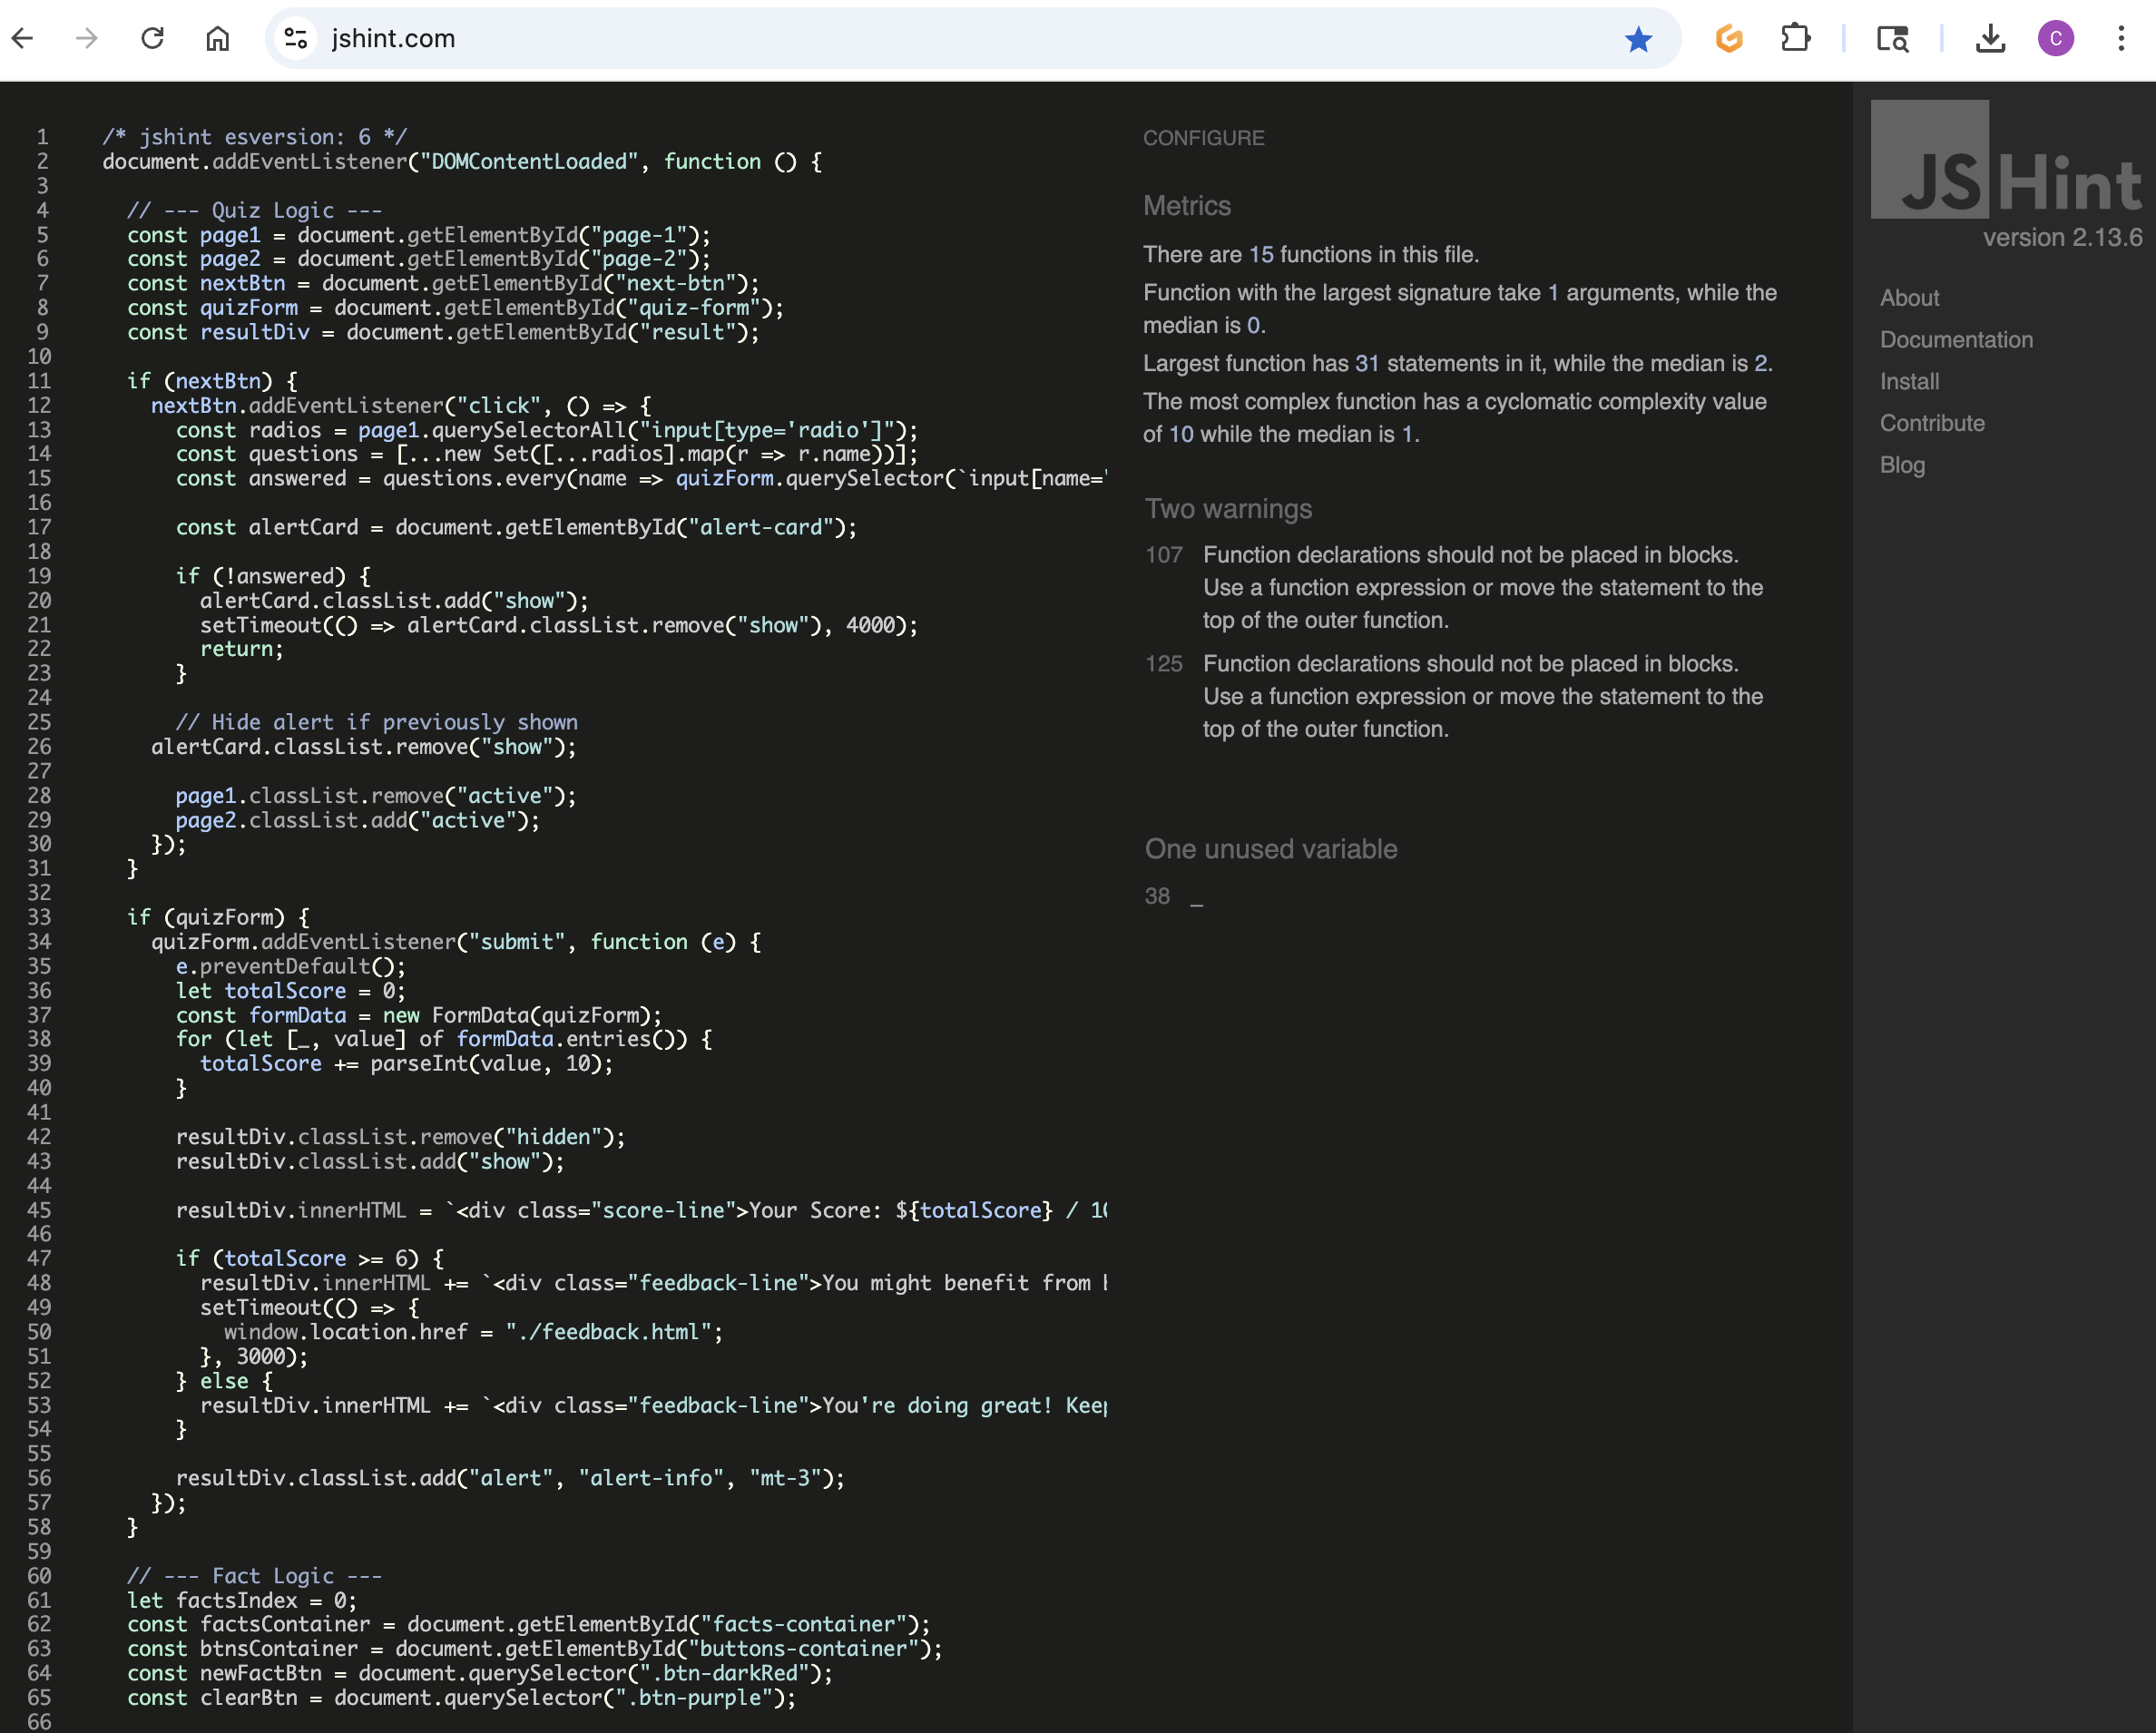 jshint.com
C
1 /* jshint esversion: 6 */
2 document.addEventListener("DOMContentLoaded", function () {
3
4 // --- Quiz Logic ---
5 const page1 = document.getElementById("page-1");
6 const page2 = document.getElementById("page-2");
7 const nextBtn = document.getElementById("next-btn");
8 const quizForm = document.getElementById("quiz-form");
9 const resultDiv = document.getElementById("result");
10
11 if (nextBtn) {
12 nextBtn.addEventListener("click", () => {
13 const radios = page1.querySelectorAll("input[type='radio']");
14 const questions = [...new Set([...radios].map(r => r.name))];
15 const answered = questions.every(name => quizForm.querySelector(`input[name='
16
17 const alertCard = document.getElementById("alert-card");
18
19 if (!answered) {
20 alertCard.classList.add("show");
21 setTimeout(() => alertCard.classList.remove("show"), 4000);
22 return;
23 }
24
25 // Hide alert if previously shown
26 alertCard.classList.remove("show");
27
28 page1.classList.remove("active");
29 page2.classList.add("active");
30 });
31 }
32
33 if (quizForm) {
34 quizForm.addEventListener("submit", function (e) {
35 e.preventDefault();
36 let totalScore = 0;
37 const formData = new FormData(quizForm);
38 for (let [_, value] of formData.entries()) {
39 totalScore += parseInt(value, 10);
40 }
41
42 resultDiv.classList.remove("hidden");
43 resultDiv.classList.add("show");
44
45 resultDiv.innerHTML = `<div class="score-line">Your Score: ${totalScore} / 10
46
47 if (totalScore >= 6) {
48 resultDiv.innerHTML += `<div class="feedback-line">You might benefit from
49 setTimeout(() => {
50 window.location.href = "./feedback.html";
51 }, 3000);
52 } else {
53 resultDiv.innerHTML += `<div class="feedback-line">You're doing great! Keep
54 }
55
56 resultDiv.classList.add("alert", "alert-info", "mt-3");
57 });
58 }
59
60 // --- Fact Logic ---
61 let factsIndex = 0;
62 const factsContainer = document.getElementById("facts-container");
63 const btnsContainer = document.getElementById("buttons-container");
64 const newFactBtn = document.querySelector(".btn-darkRed");
65 const clearBtn = document.querySelector(".btn-purple");
66
CONFIGURE
Metrics
There are 15 functions in this file.
Function with the largest signature take 1 arguments, while the
median is 0.
Largest function has 31 statements in it, while the median is 2.
The most complex function has a cyclomatic complexity value
of 10 while the median is 1.
Two warnings
107 Function declarations should not be placed in blocks.
Use a function expression or move the statement to the
top of the outer function.
125 Function declarations should not be placed in blocks.
Use a function expression or move the statement to the
top of the outer function.
One unused variable
38 _
JSHint
version 2.13.6
About
Documentation
Install
Contribute
Blog